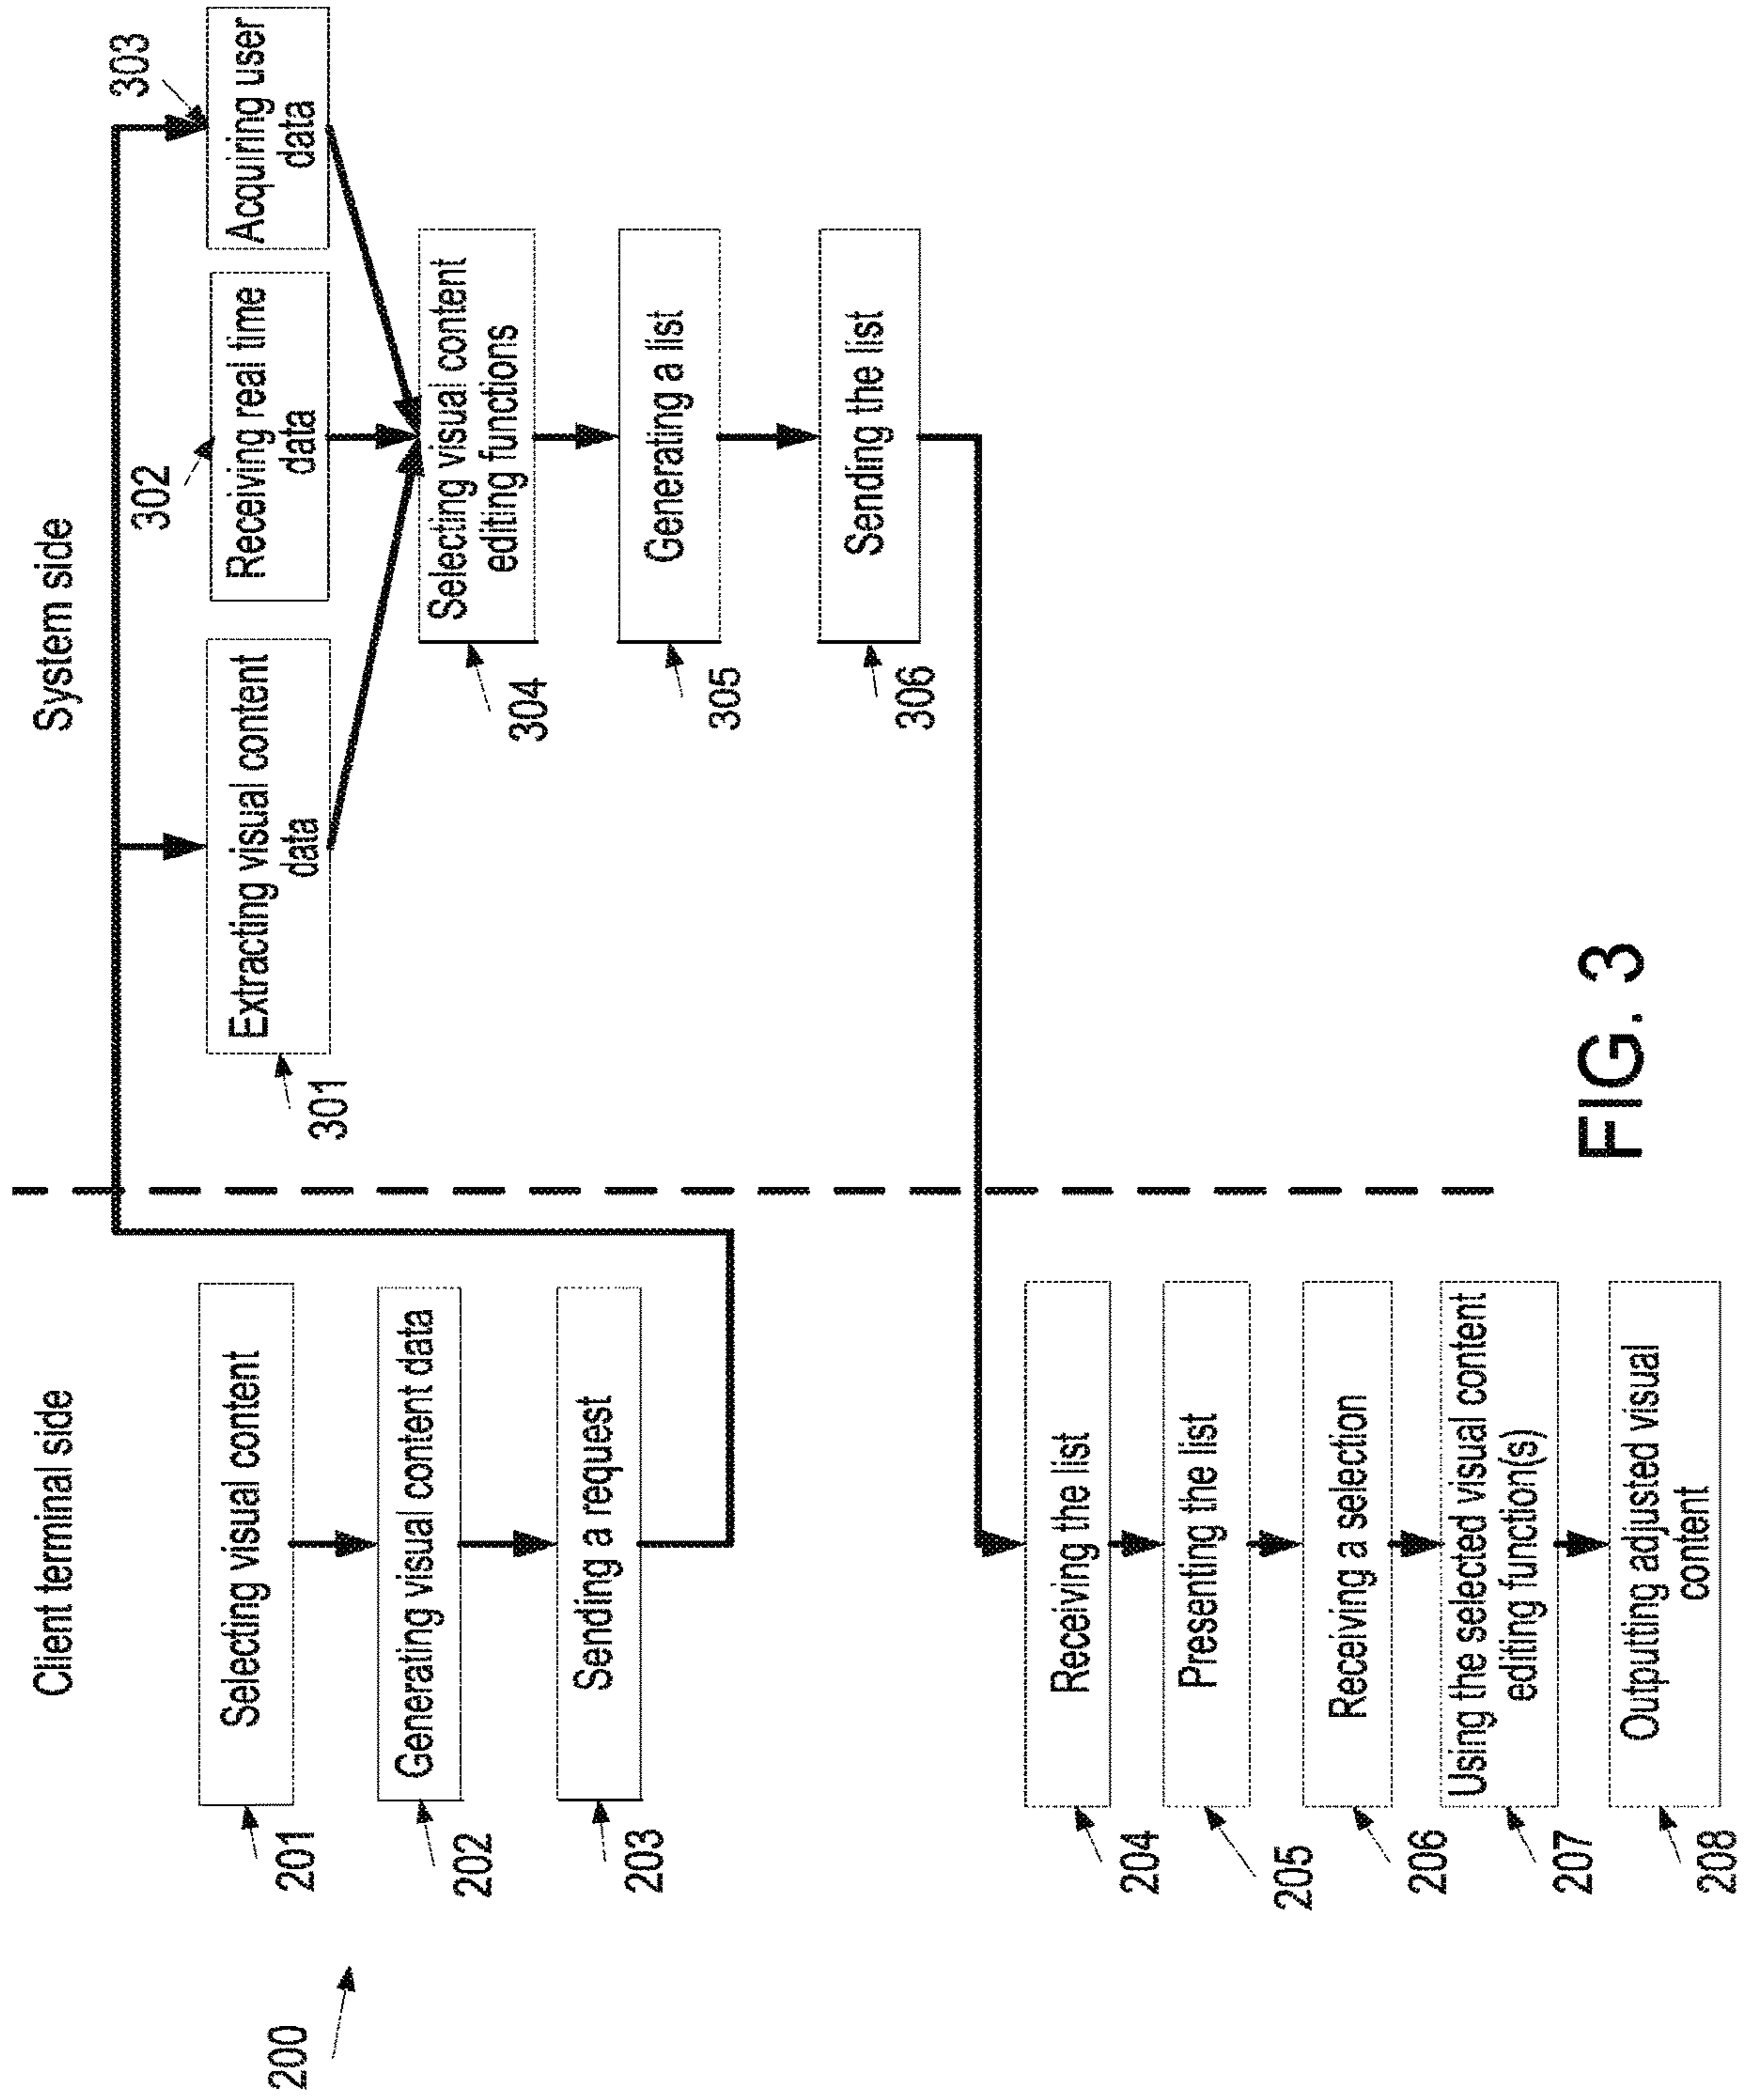 Client terminal side
System side
200
201
Selecting visual content
202
Generating visual content data
203
Sending a request
301
Extracting visual content
data
302
Receiving real time
data
303
Acquiring user
data
304
Selecting visual content
editing functions
305
Generating a list
306
Sending the list
204
Receiving the list
205
Presenting the list
206
Receiving a selection
207
Using the selected visual content
editing function(s)
208
Outputting adjusted visual
content
FIG. 3